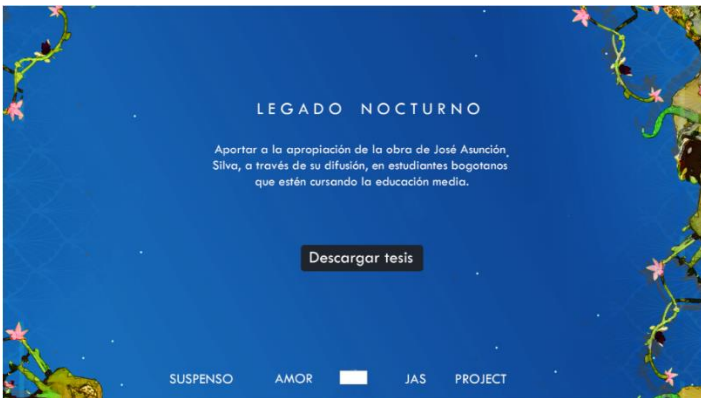 LEGADO NOCTURNO
Aportar a la apropiación de la obra de José Asunción
Silva, a través de su difusión, en estudiantes bogotanos
que estén cursando la educación media.
Descargar tesis
SUSPENSO AMOR JAS PROJECT